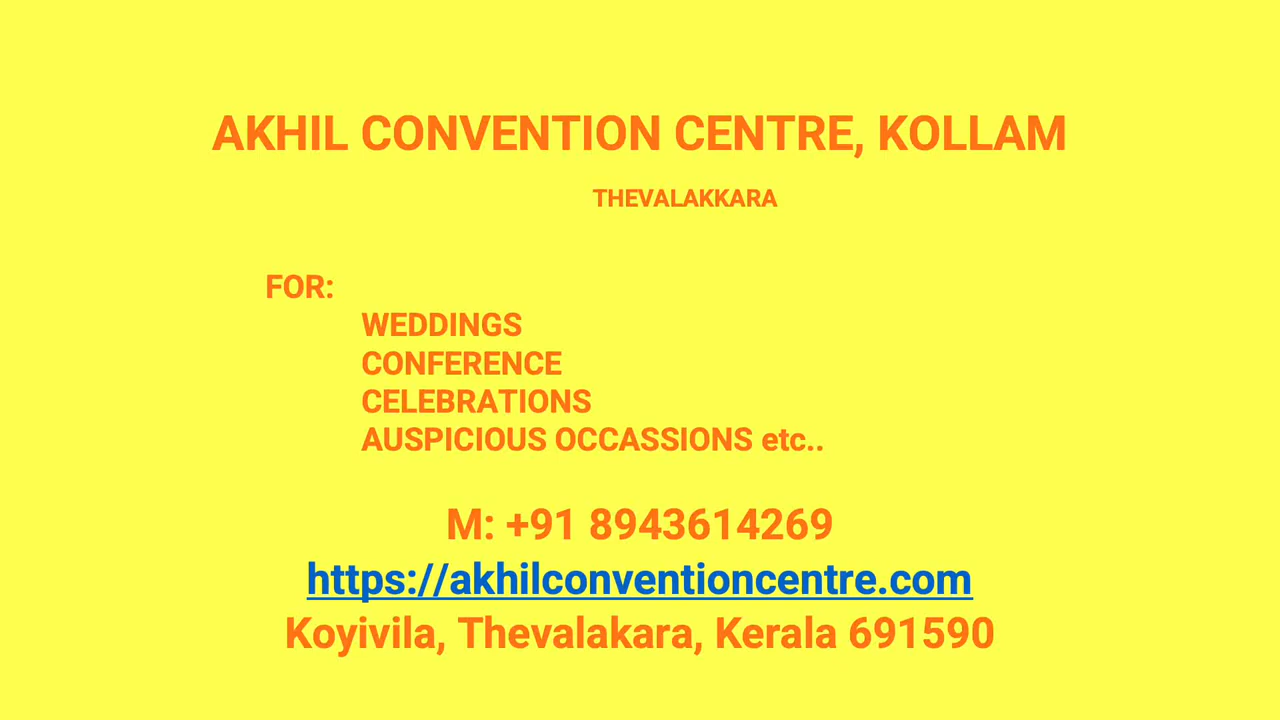 AKHIL CONVENTION CENTRE, KOLLAM
THEVALAKKARA
FOR:
WEDDINGS
CONFERENCE
CELEBRATIONS
AUSPICIOUS OCCASSIONS etc..
M: +91 8943614269
https://akhilconventioncentre.com
Koyivila, Thevalakara, Kerala 691590